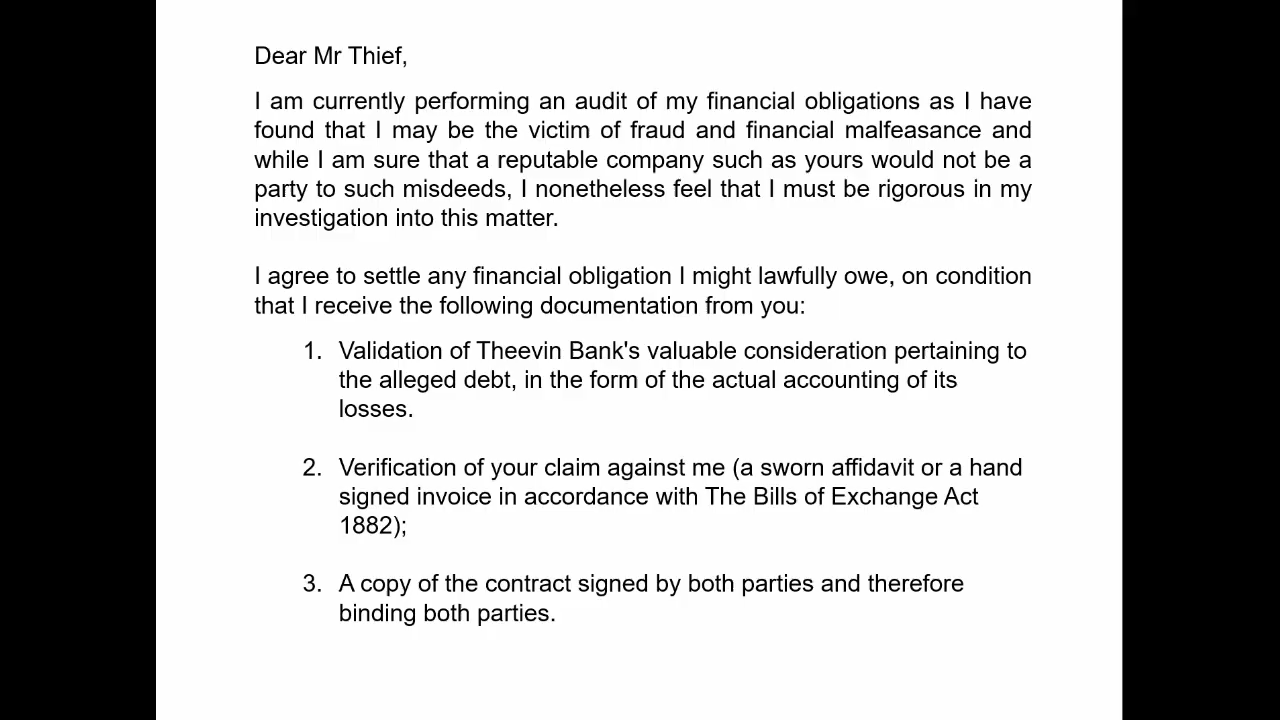 Dear Mr Thief,
I am currently performing an audit of my financial obligations as I have
found that I may be the victim of fraud and financial malfeasance and
while I am sure that a reputable company such as yours would not be a
party to such misdeeds, I nonetheless feel that I must be rigorous in my
investigation into this matter.
I agree to settle any financial obligation I might lawfully owe, on condition
that I receive the following documentation from you:
1. Validation of Theevin Bank's valuable consideration pertaining to
the alleged debt, in the form of the actual accounting of its
losses.
2. Verification of your claim against me (a sworn affidavit or a hand
signed invoice in accordance with The Bills of Exchange Act
1882);
3. A copy of the contract signed by both parties and therefore
binding both parties.